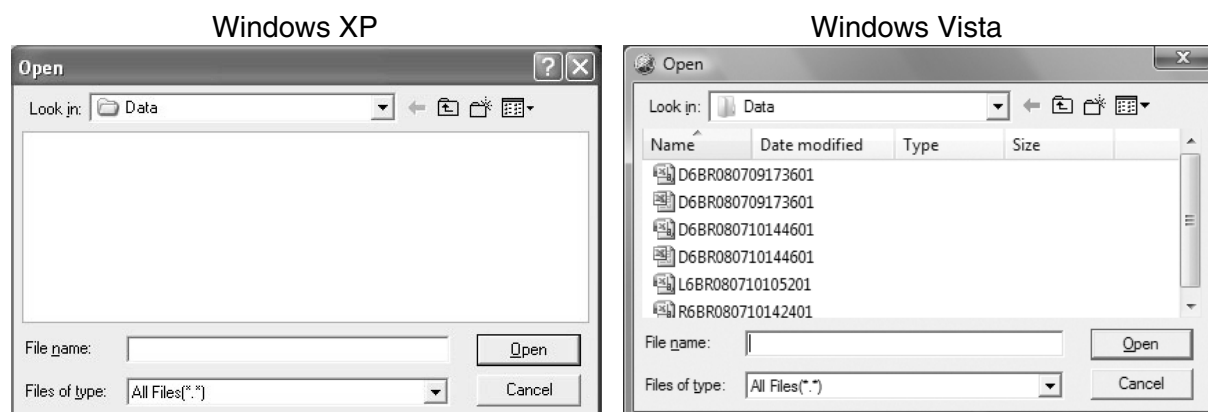 Windows XP
Open
Look in: Data
File name:
Open
Files of type: All Files(*.*)
Cancel
Windows Vista
Open
Look in: Data
Name Date modified Type Size
D6BR080709173601
D6BR080709173601
D6BR080710144601
D6BR080710144601
L6BR080710105201
R6BR080710142401
File name:
Open
Files of type: All Files(*.*)
Cancel